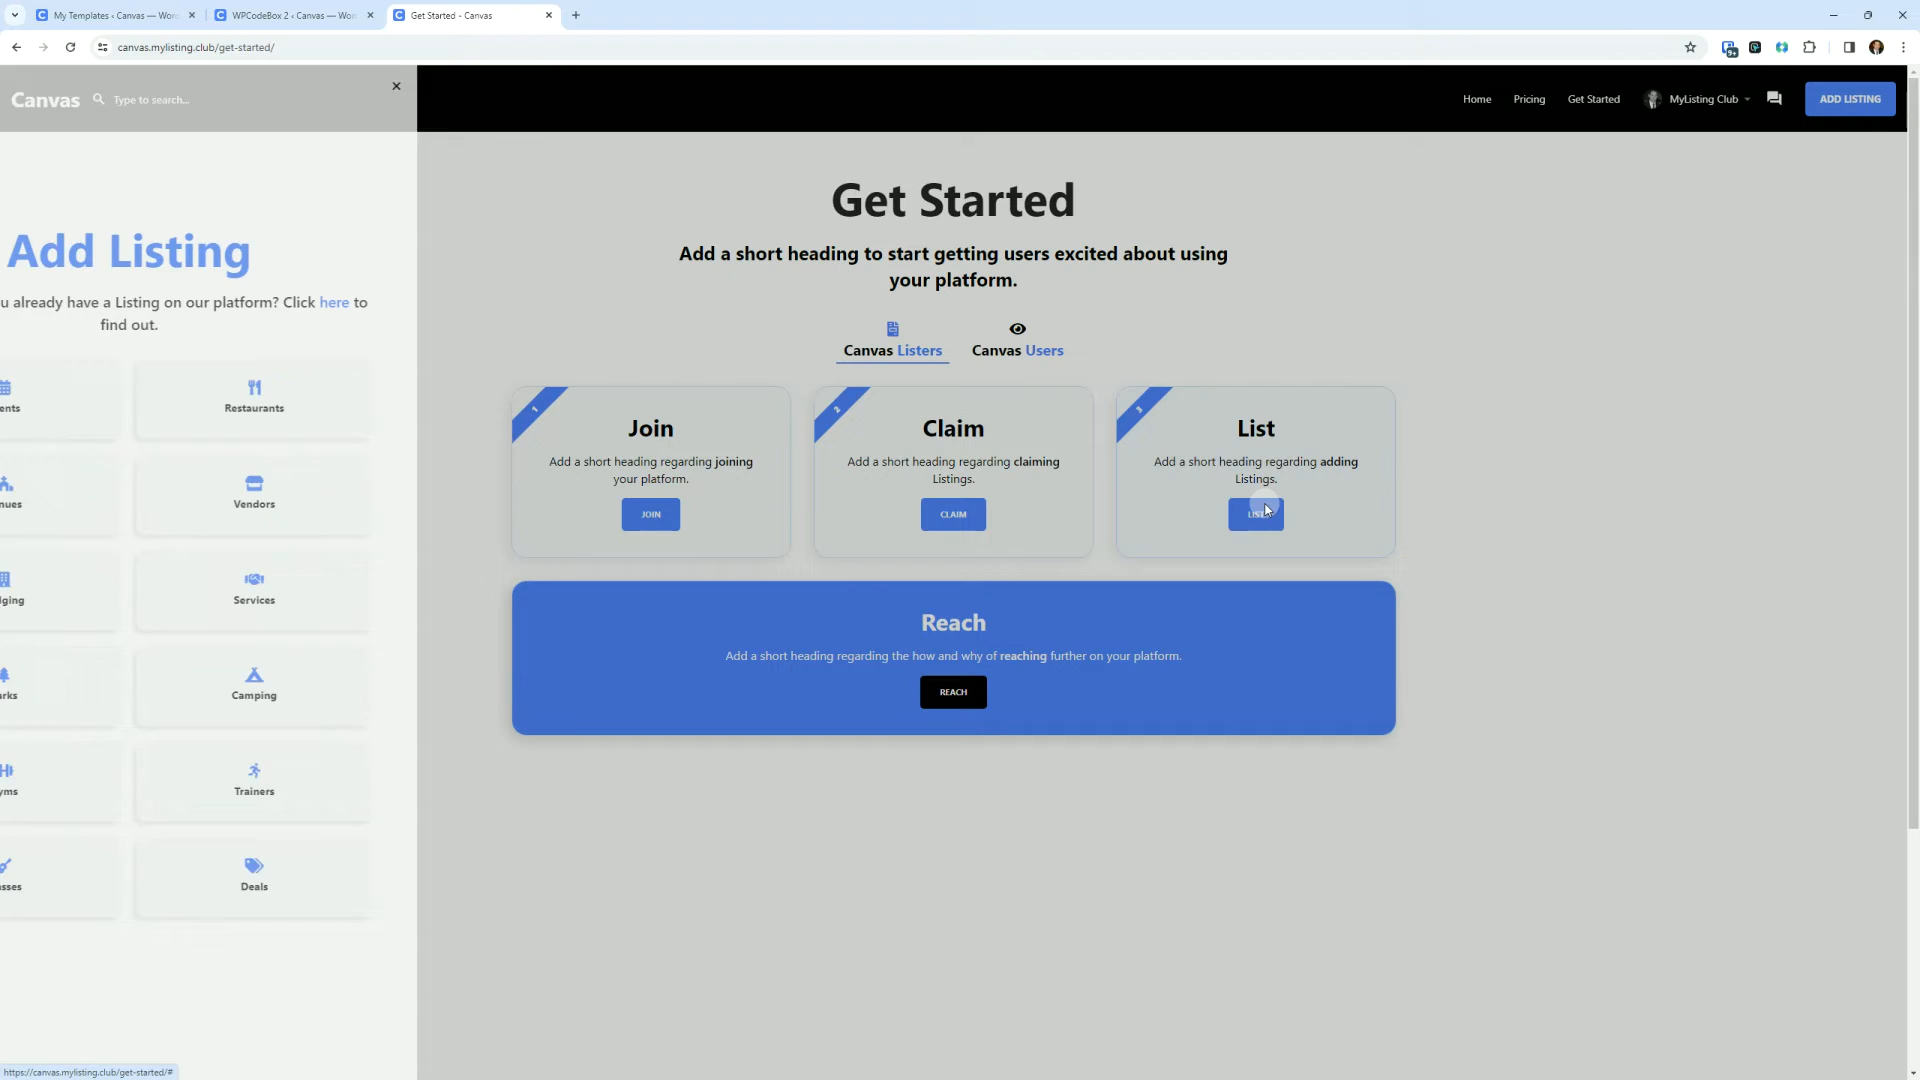 My Templates ‹ Canvas — Wor
WPCodeBox 2 ‹ Canvas — Wor
Get Started - Canvas
canvas.mylisting.club/get-started/
9+
Canvas
Type to search...
Home
Pricing
Get Started
MyListing Club
ADD LISTING
Get Started
Add a short heading to start getting users excited about using
your platform.
Canvas Listers
Canvas Users
Add Listing
u already have a Listing on our platform? Click here to
find out.
ents
Restaurants
nues
Vendors
ging
Services
rks
Camping
yms
Trainers
sses
Deals
1
Join
Add a short heading regarding joining
your platform.
JOIN
2
Claim
Add a short heading regarding claiming
Listings.
CLAIM
3
List
Add a short heading regarding adding
Listings.
Reach
Add a short heading regarding the how and why of reaching further on your platform.
REACH
https://canvas.mylisting.club/get-started/#